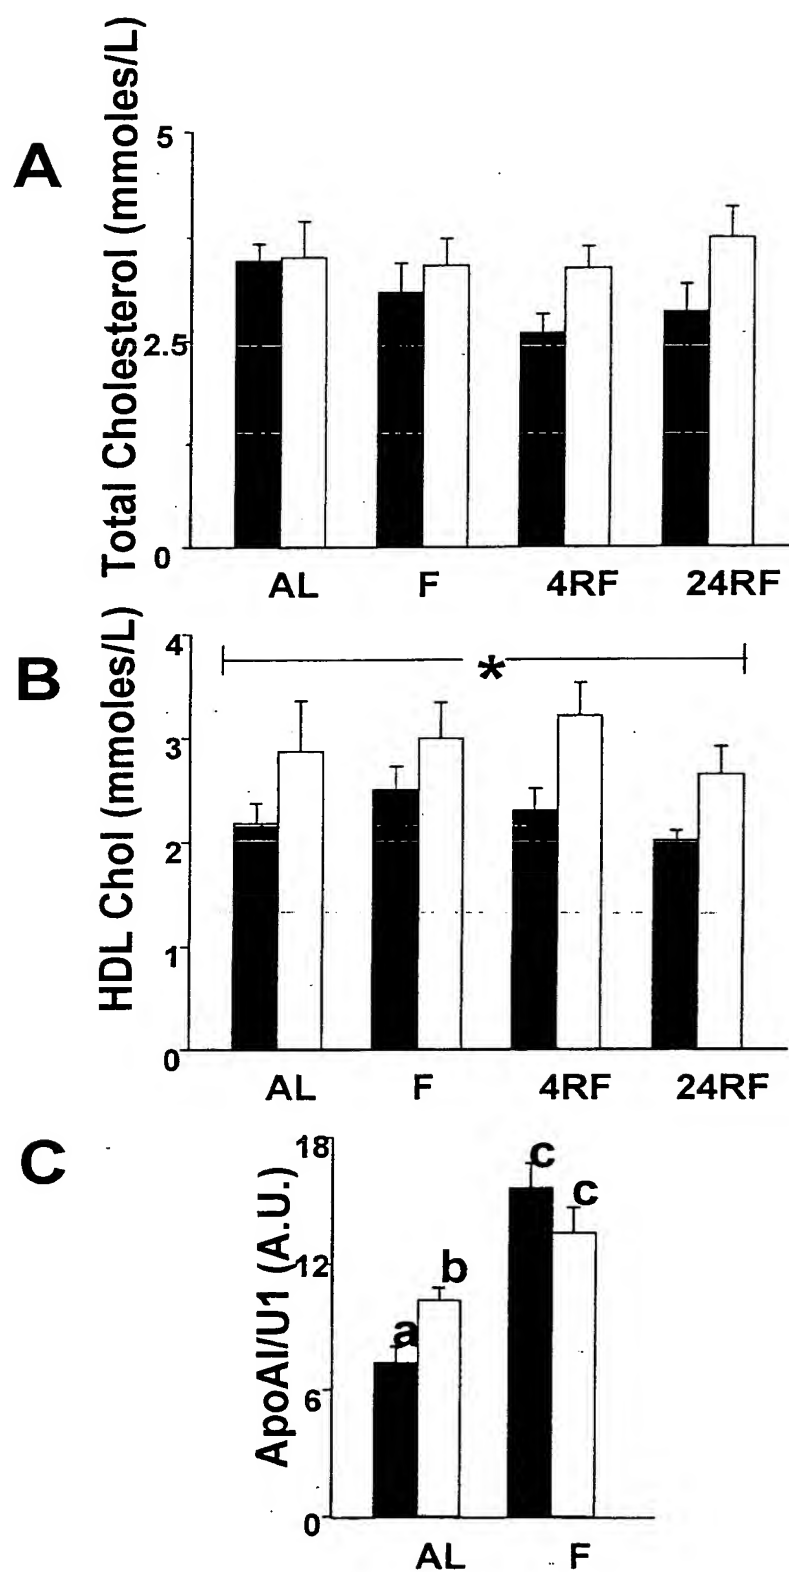 A
Total Cholesterol (mmoles/L)
5
2.5
0
AL F 4RF 24RF
B
HDL Chol (mmoles/L)
4
*
3
2
1
0
AL F 4RF 24RF
C
ApoAI/U1 (A.U.)
18
12
6
0
a
b
c
c
AL F